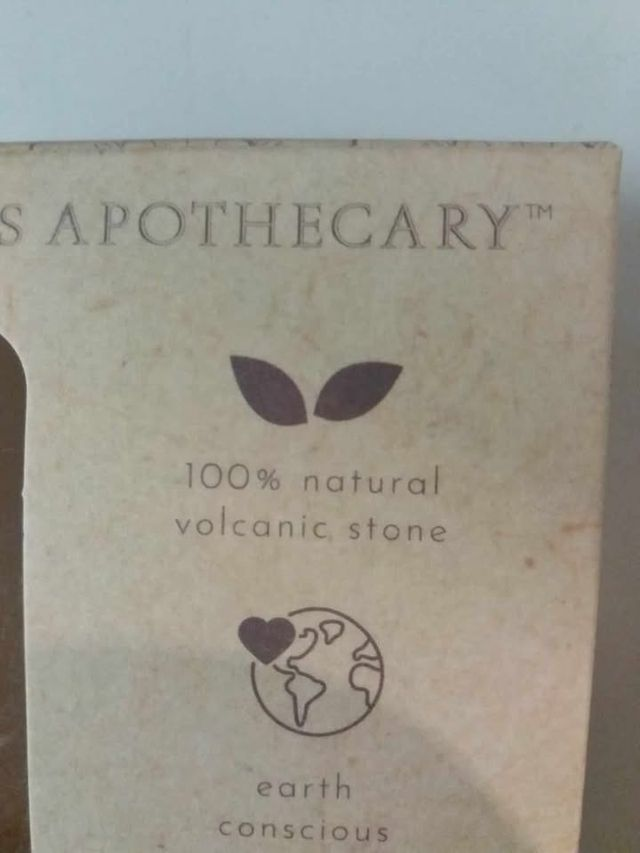 S APOTHECARY™
100% natural
volcanic stone
earth
conscious